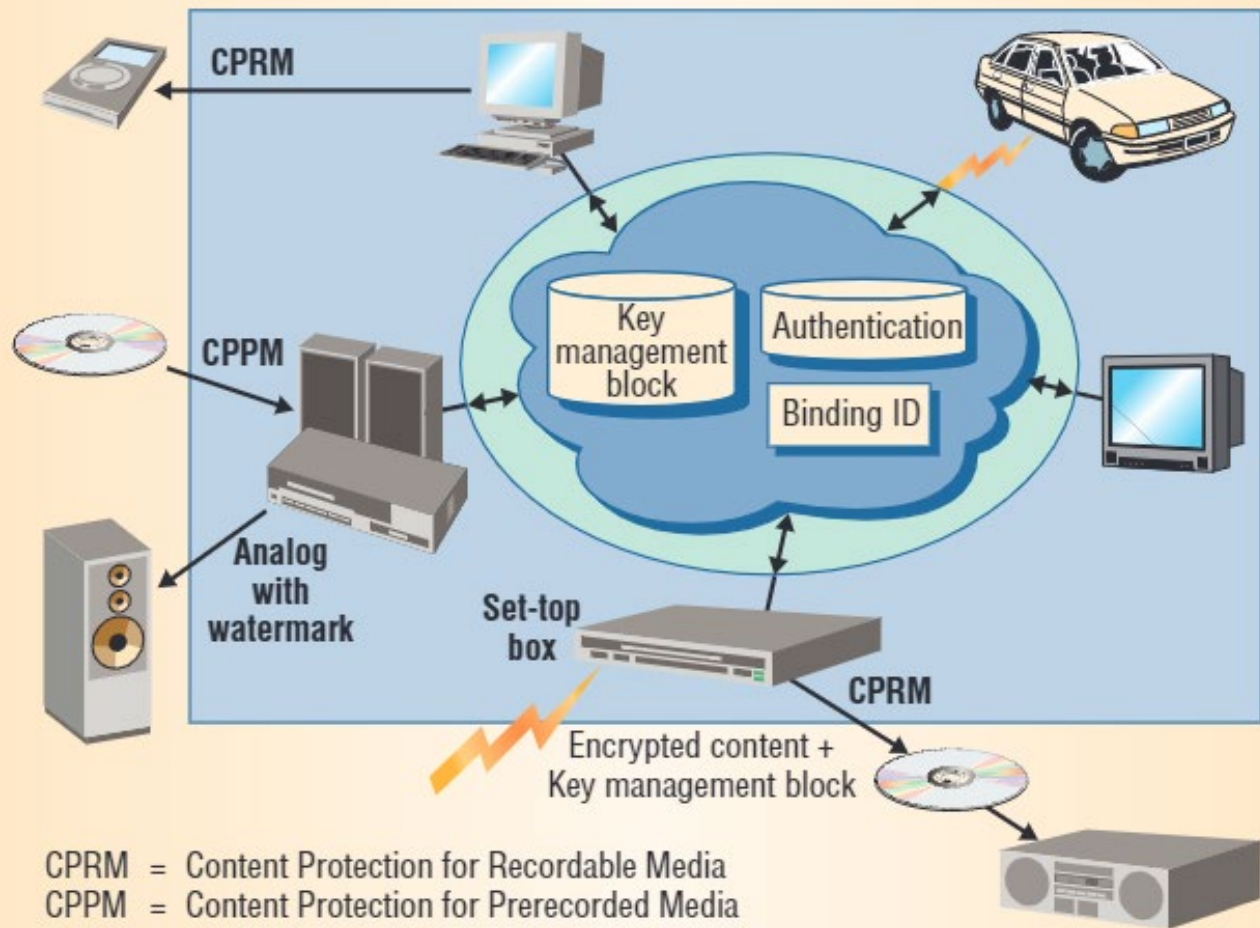 CPRM
CPPM
Key
management
block
Authentication
Binding ID
Analog
with
watermark
Set-top
box
CPRM
Encrypted content +
Key management block
CPRM = Content Protection for Recordable Media
CPPM = Content Protection for Prerecorded Media